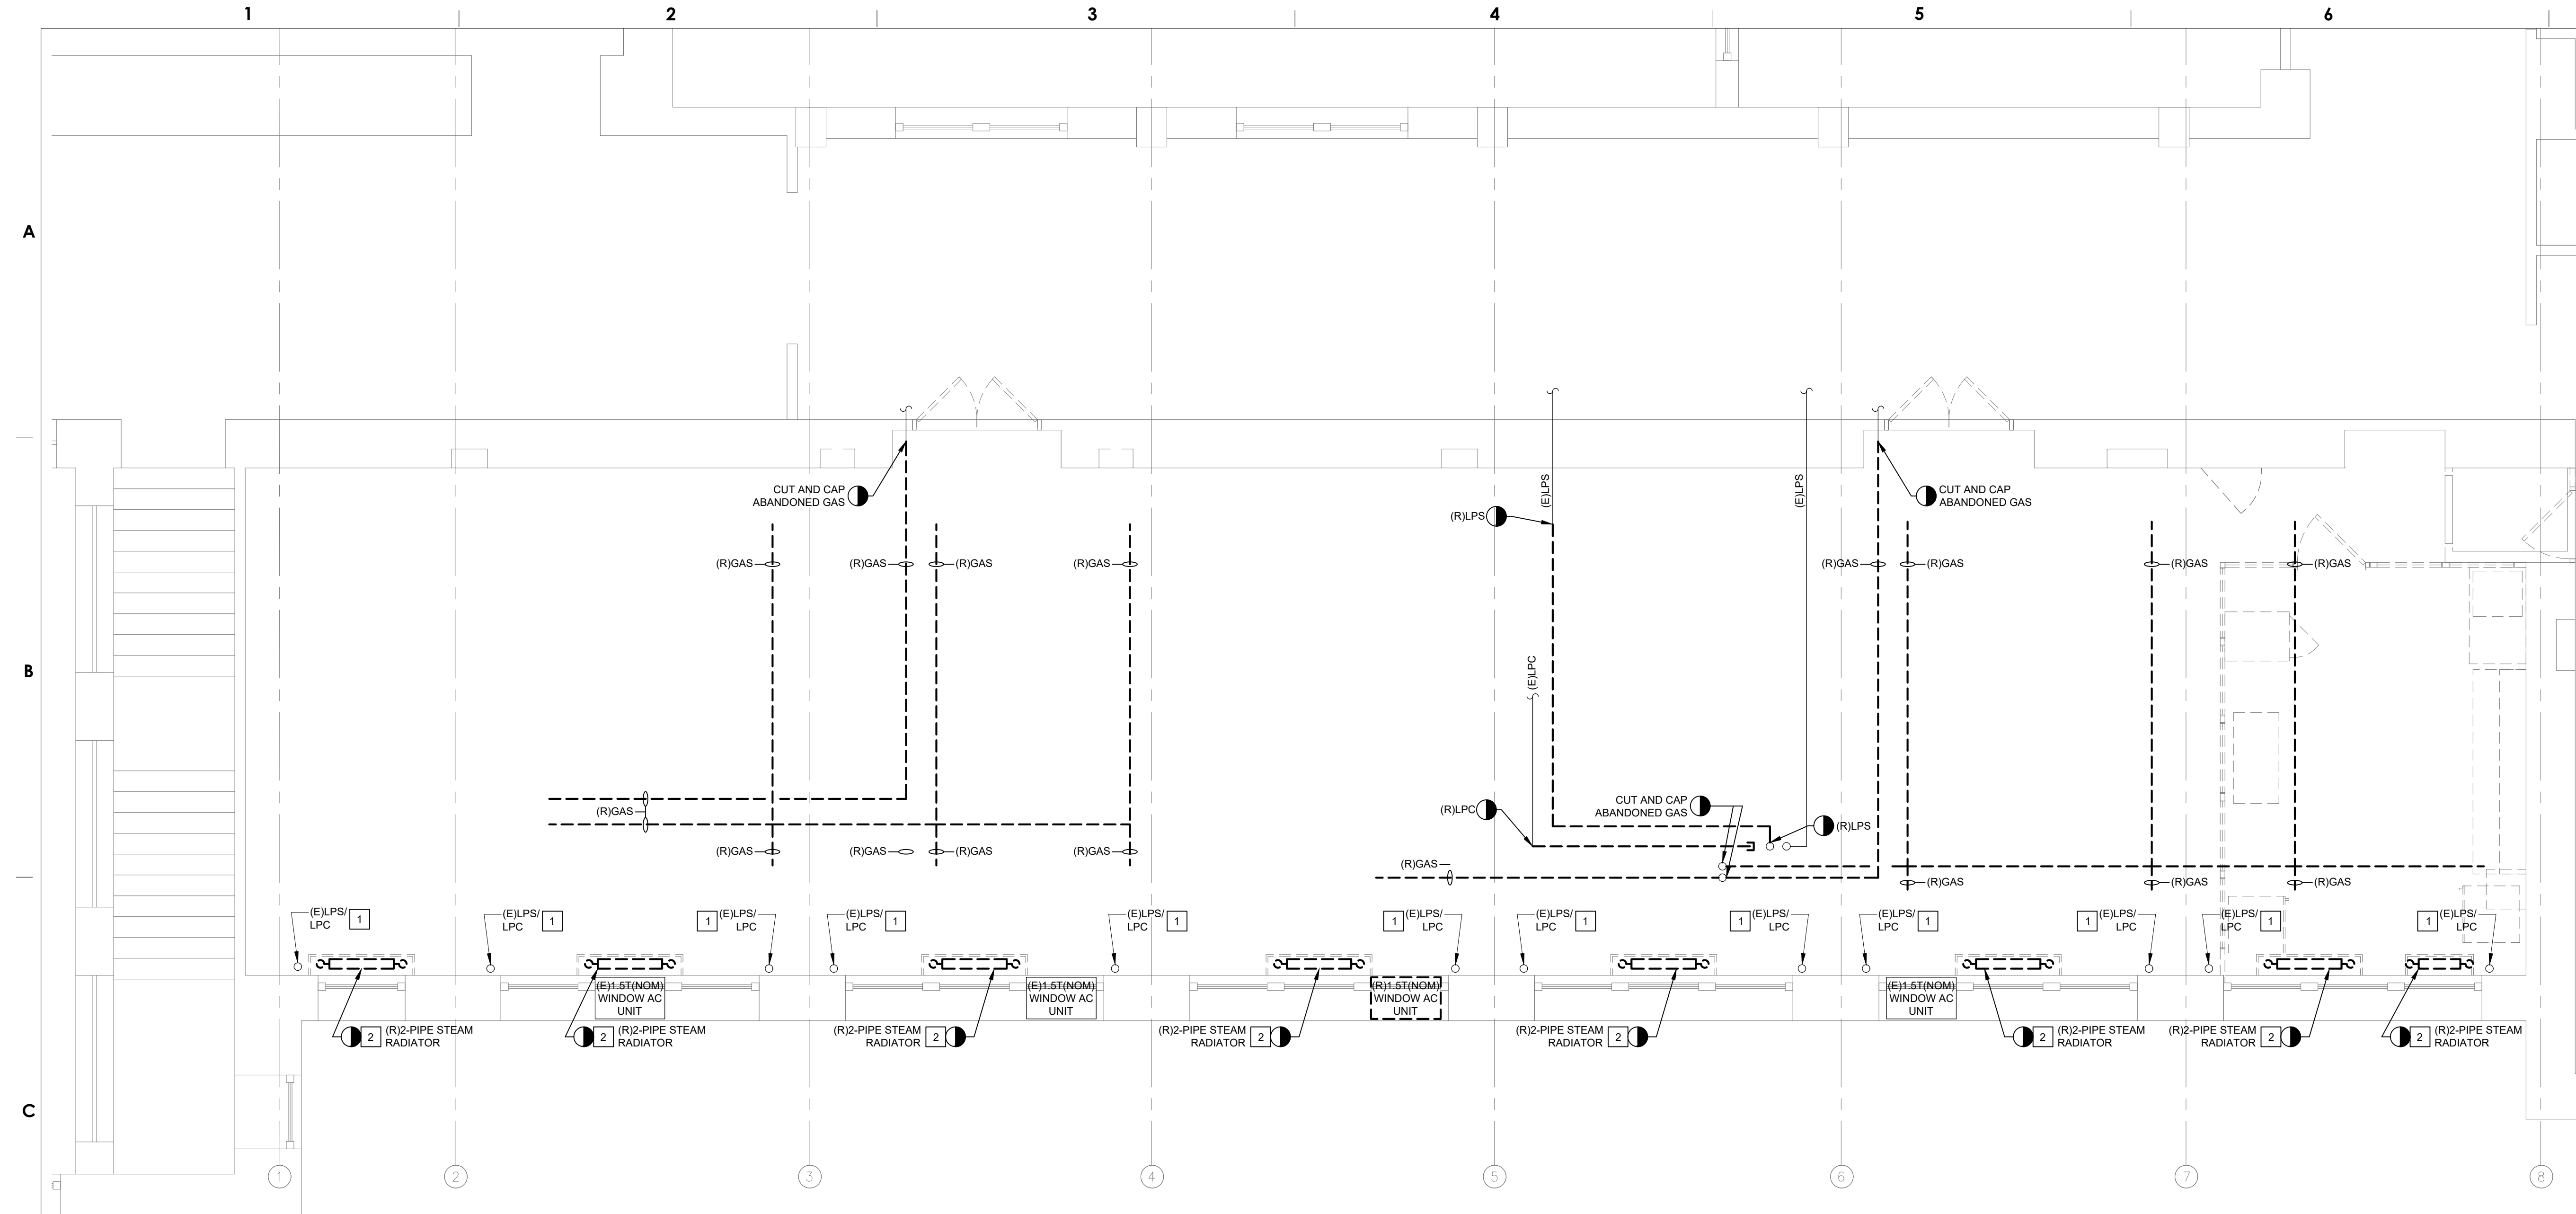 1
2
3
4
5
6
A
CUT AND CAP
ABANDONED GAS
(E)LPS
(E)LPS
CUT AND CAP
ABANDONED GAS
(R)LPS
(R)GAS
(R)GAS
(R)GAS
(R)GAS
(R)GAS
(R)GAS
(R)GAS
(R)GAS
B
(E)LPC
(R)GAS
(R)LPC
CUT AND CAP
ABANDONED GAS
(R)LPS
(R)GAS
(R)GAS
(R)GAS
(R)GAS
(R)GAS
(R)GAS
(R)GAS
(R)GAS
(E)LPS/
LPC
1
(E)LPS/
LPC
1
1
(E)LPS/
LPC
(E)LPS/
LPC
1
(E)LPS/
LPC
1
1
(E)LPS/
LPC
(E)LPS/
LPC
1
1
(E)LPS/
LPC
(E)LPS/
LPC
1
1
(E)LPS/
LPC
(E)LPS/
LPC
1
1
(E)LPS/
LPC
(E)1.5T(NOM)
WINDOW AC
UNIT
(E)1.5T(NOM)
WINDOW AC
UNIT
(R)1.5T(NOM)
WINDOW AC
UNIT
(E)1.5T(NOM)
WINDOW AC
UNIT
2
(R)2-PIPE STEAM
RADIATOR
2
(R)2-PIPE STEAM
RADIATOR
(R)2-PIPE STEAM
RADIATOR
2
(R)2-PIPE STEAM
RADIATOR
2
(R)2-PIPE STEAM
RADIATOR
2
2
(R)2-PIPE STEAM
RADIATOR
(R)2-PIPE STEAM
RADIATOR
2
2
(R)2-PIPE STEAM
RADIATOR
C
1
2
3
4
5
6
7
8